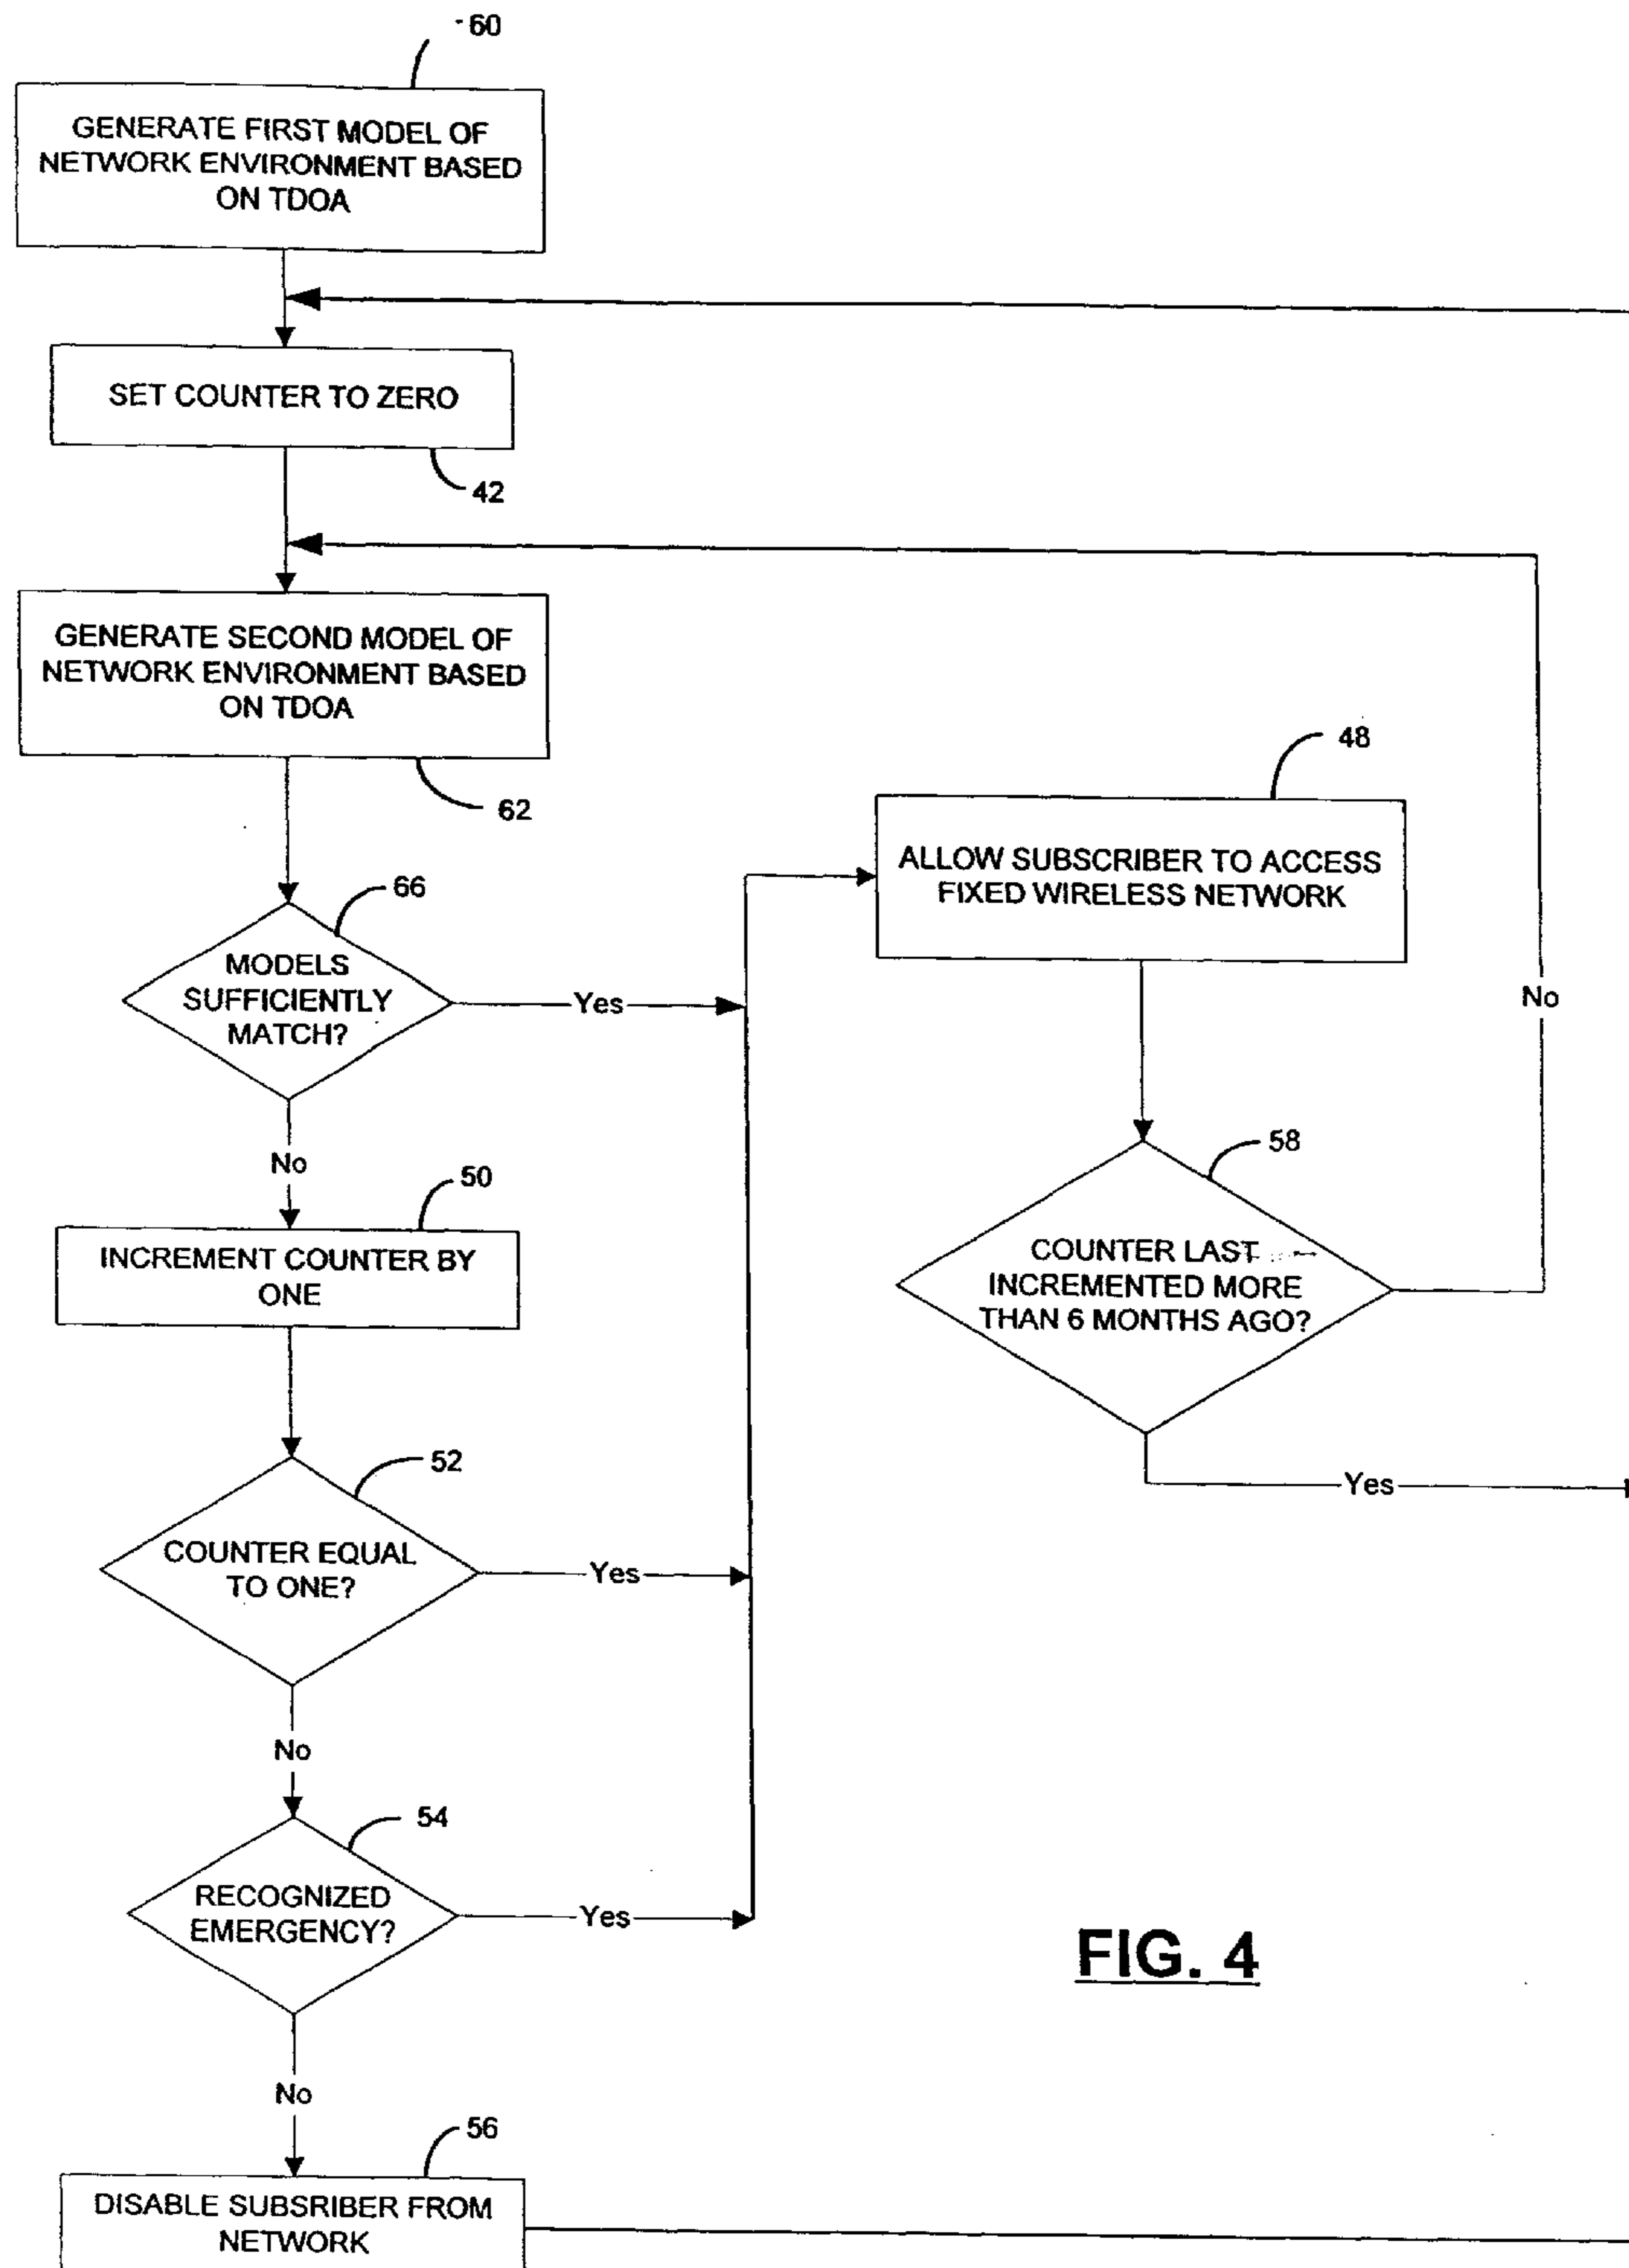 60
GENERATE FIRST MODEL OF
NETWORK ENVIRONMENT BASED
ON TDOA
SET COUNTER TO ZERO
42
GENERATE SECOND MODEL OF
NETWORK ENVIRONMENT BASED
ON TDOA
62
66
MODELS
SUFFICIENTLY
MATCH?
Yes
No
50
INCREMENT COUNTER BY
ONE
52
COUNTER EQUAL
TO ONE?
Yes
No
54
RECOGNIZED
EMERGENCY?
Yes
No
56
DISABLE SUBSRIBER FROM
NETWORK
48
ALLOW SUBSCRIBER TO ACCESS
FIXED WIRELESS NETWORK
58
COUNTER LAST
INCREMENTED MORE
THAN 6 MONTHS AGO?
No
Yes
FIG. 4